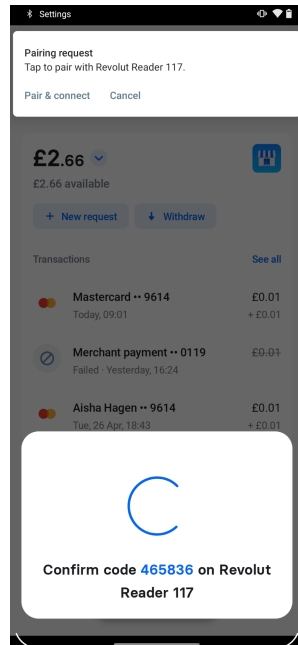 Settings
Pairing request
Tap to pair with Revolut Reader 117.
Pair & connect Cancel
£2.66
£2.66 available
+ New request Withdraw
Transactions See all
Mastercard •• 9614 £0.01
Today, 09:01 + £0.01
Merchant payment •• 0119 £0.01
Failed · Yesterday, 16:24
Aisha Hagen •• 9614 £0.01
Tue, 26 Apr, 18:43 + £0.01
Confirm code 465836 on Revolut
Reader 117